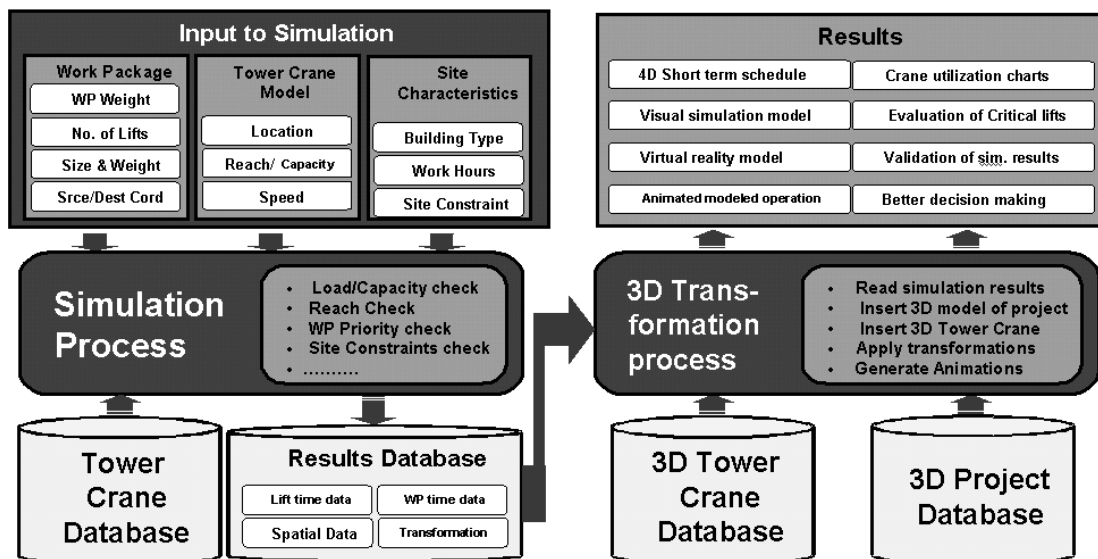 Input to Simulation
Work Package
WP Weight
No. of Lifts
Size & Weight
Srce/Dest Cord
Tower Crane
Model
Location
Reach/ Capacity
Speed
Site
Characteristics
Building Type
Work Hours
Site Constraint
Simulation
Process
• Load/Capacity check
• Reach Check
• WP Priority check
• Site Constraints check
• ..........
Tower
Crane
Database
Results Database
Lift time data
WP time data
Spatial Data
Transformation
Results
4D Short term schedule
Crane utilization charts
Visual simulation model
Evaluation of Critical lifts
Virtual reality model
Validation of sim. results
Animated modeled operation
Better decision making
3D Trans-
formation
process
• Read simulation results
• Insert 3D model of project
• Insert 3D Tower Crane
• Apply transformations
• Generate Animations
3D Tower
Crane
Database
3D Project
Database